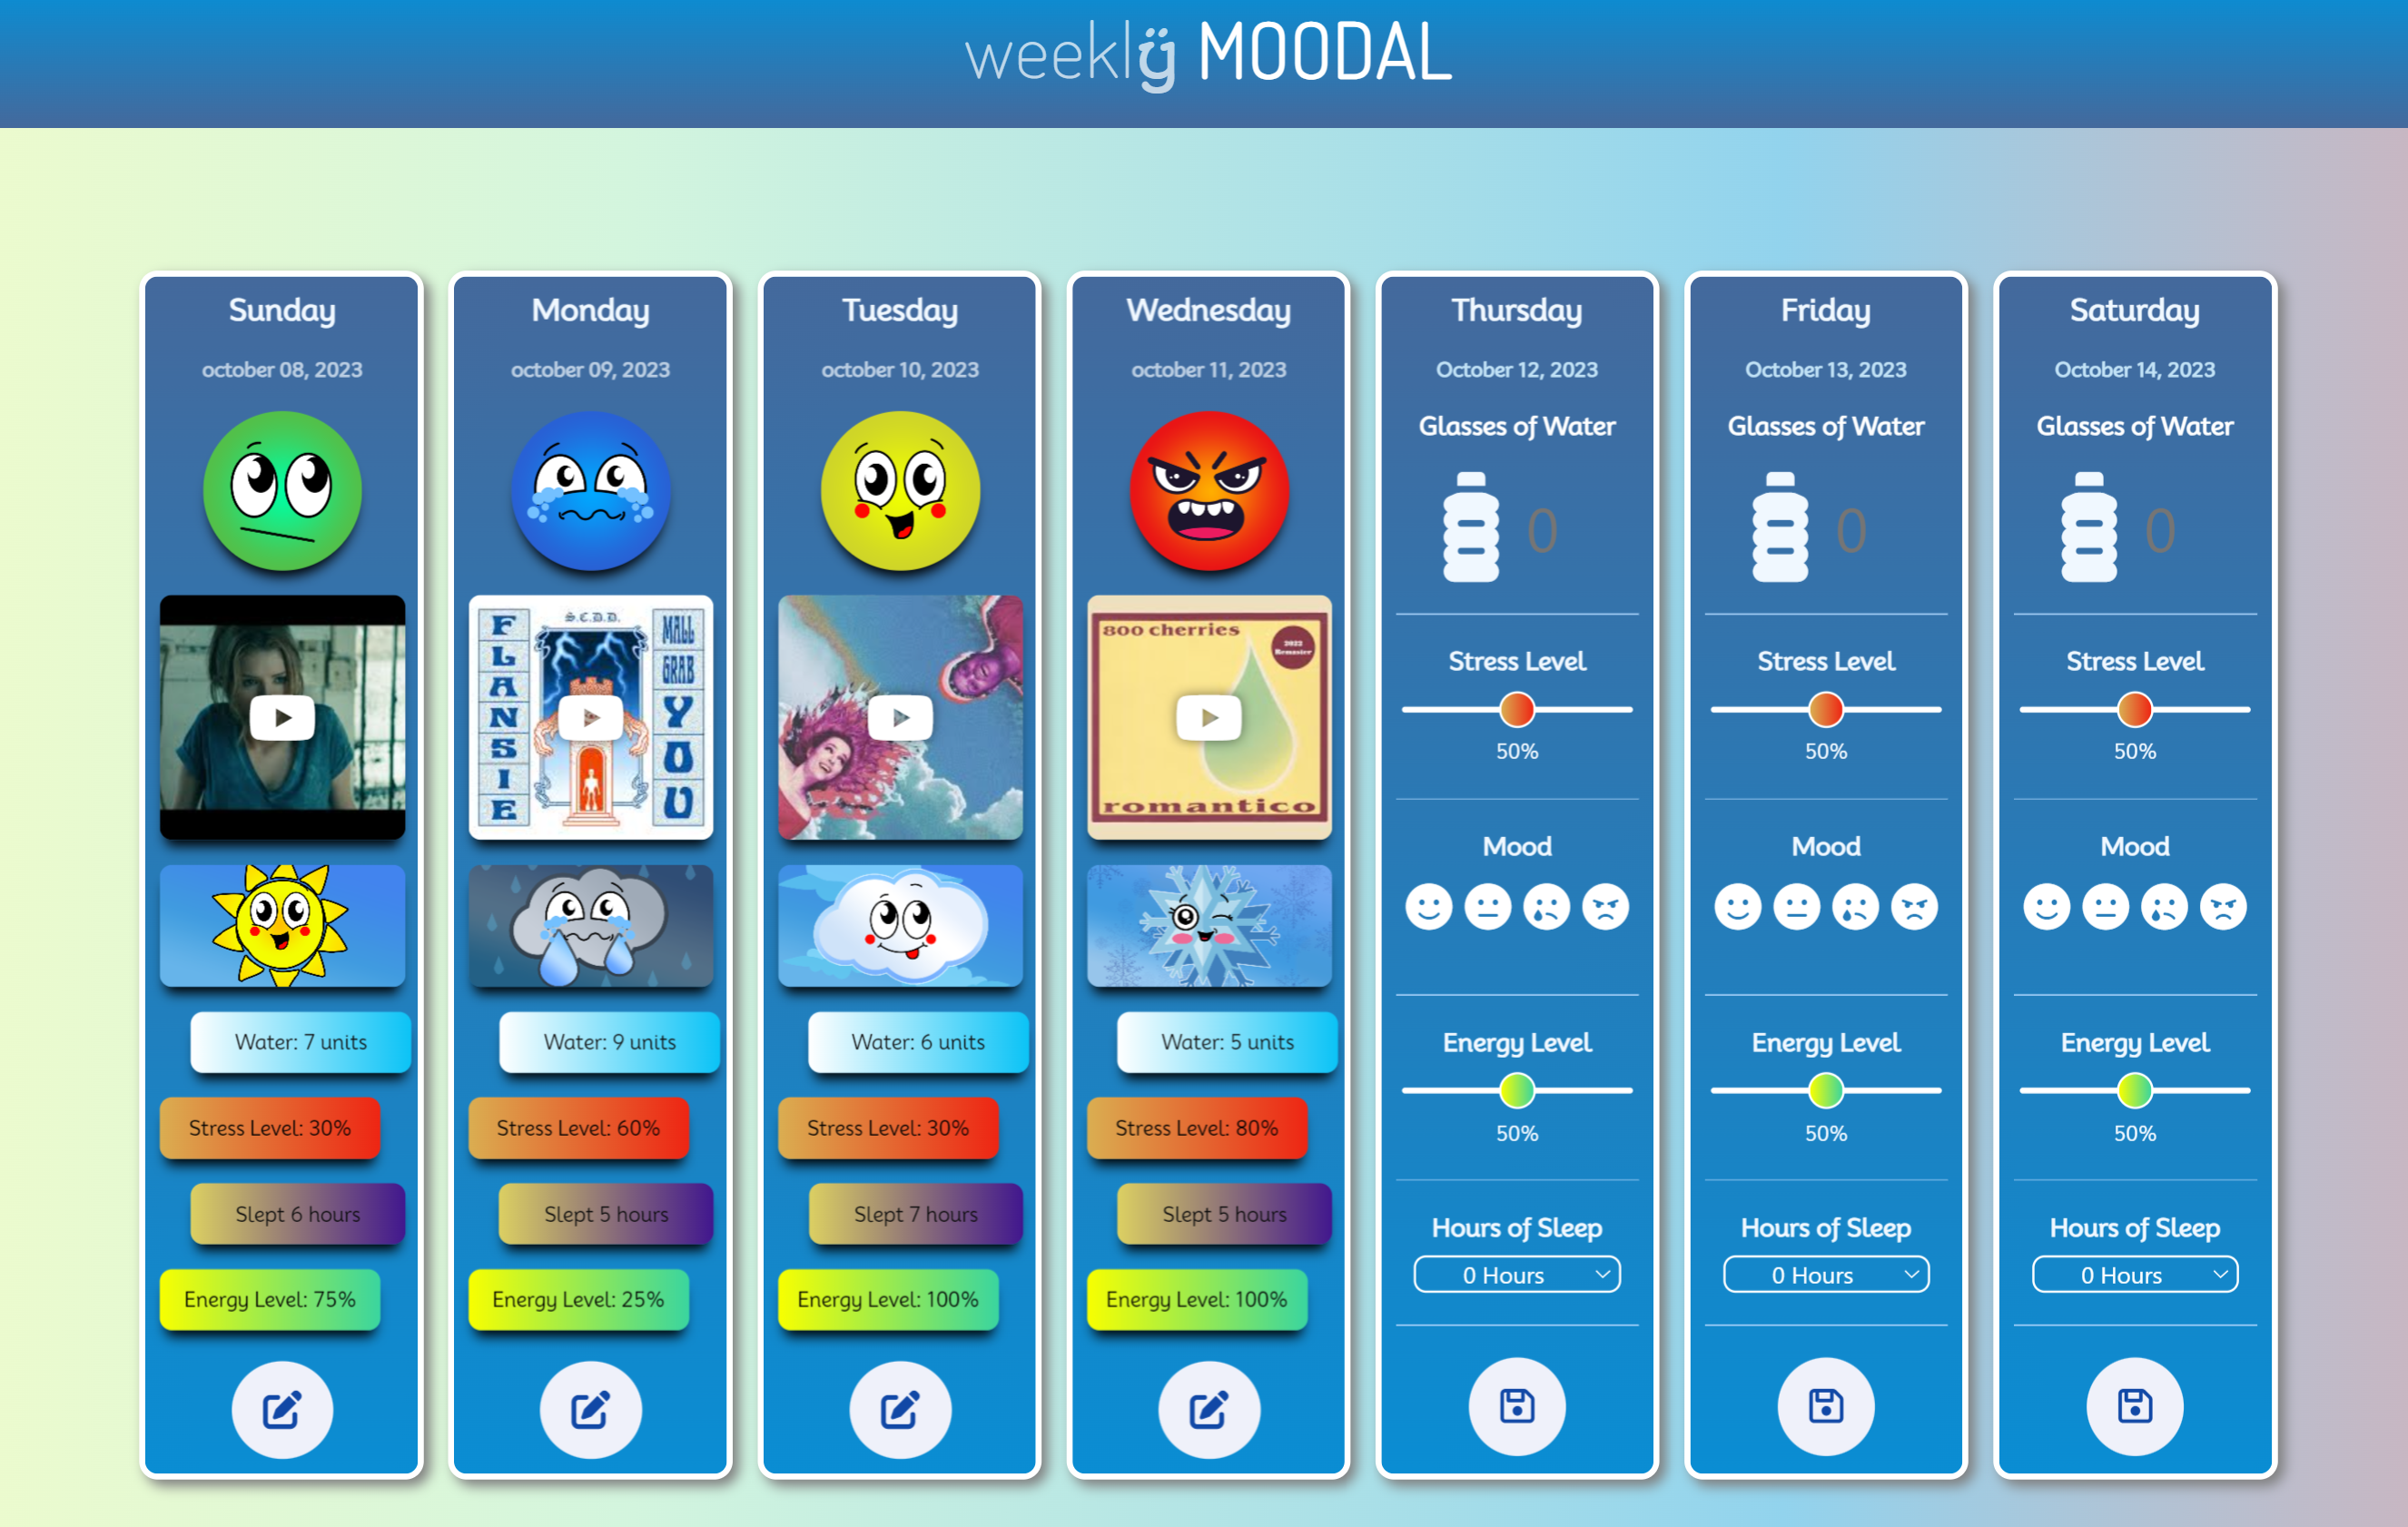 weeklÿ MOODAL
Sunday
october 08, 2023
Water: 7 units
Stress Level: 30%
Slept 6 hours
Energy Level: 75%
Monday
october 09, 2023
S.C.D.D.
FLANSIE
MALL
GRAB
YOU
Water: 9 units
Stress Level: 60%
Slept 5 hours
Energy Level: 25%
Tuesday
october 10, 2023
Water: 6 units
Stress Level: 30%
Slept 7 hours
Energy Level: 100%
Wednesday
october 11, 2023
800 cherries
2022
Remaster
romantico
Water: 5 units
Stress Level: 80%
Slept 5 hours
Energy Level: 100%
Thursday
October 12, 2023
Glasses of Water
0
Stress Level
50%
Mood
Energy Level
50%
Hours of Sleep
0 Hours
Friday
October 13, 2023
Glasses of Water
0
Stress Level
50%
Mood
Energy Level
50%
Hours of Sleep
0 Hours
Saturday
October 14, 2023
Glasses of Water
0
Stress Level
50%
Mood
Energy Level
50%
Hours of Sleep
0 Hours